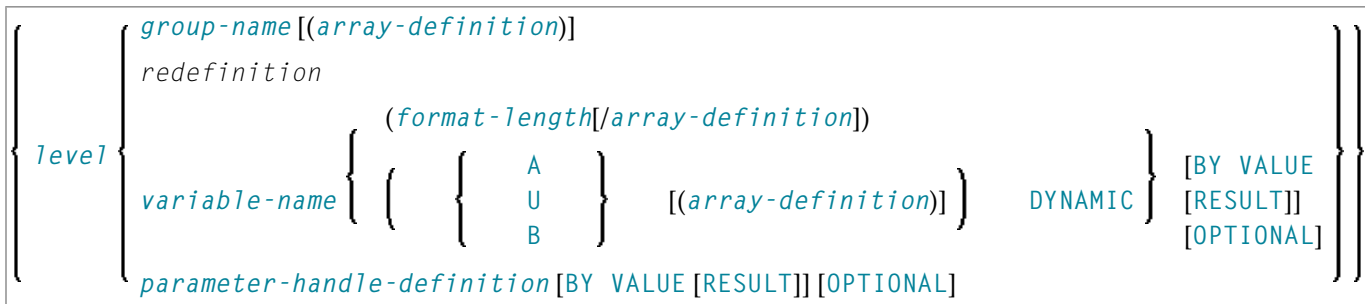 group-name [(array-definition)]
redefinition
(format-length[/array-definition])
level
A
variable-name ( U [(array-definition)] ) DYNAMIC
B
[BY VALUE
[RESULT]]
[OPTIONAL]
parameter-handle-definition [BY VALUE [RESULT]] [OPTIONAL]